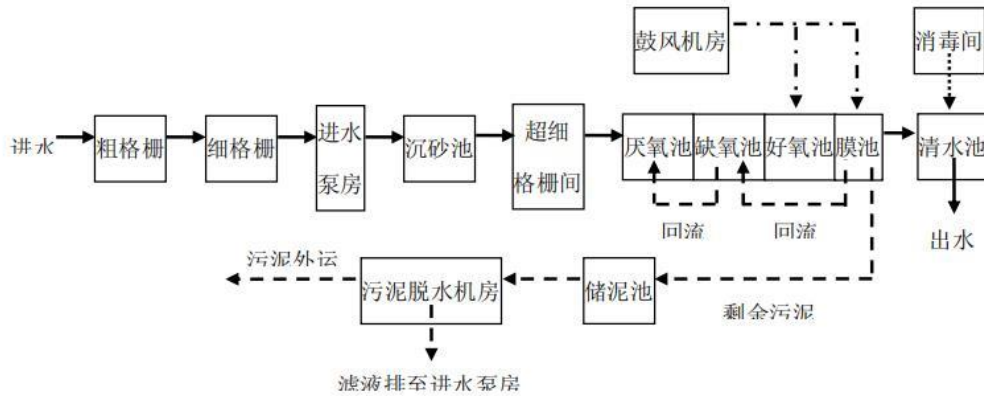 鼓风机房
消毒间
进水
粗格栅
细格栅
进水
泵房
沉砂池
超细
格栅间
厌氧池
缺氧池
好氧池
膜池
清水池
回流
回流
出水
污泥外运
污泥脱水机房
储泥池
剩余污泥
滤液排至进水泵房